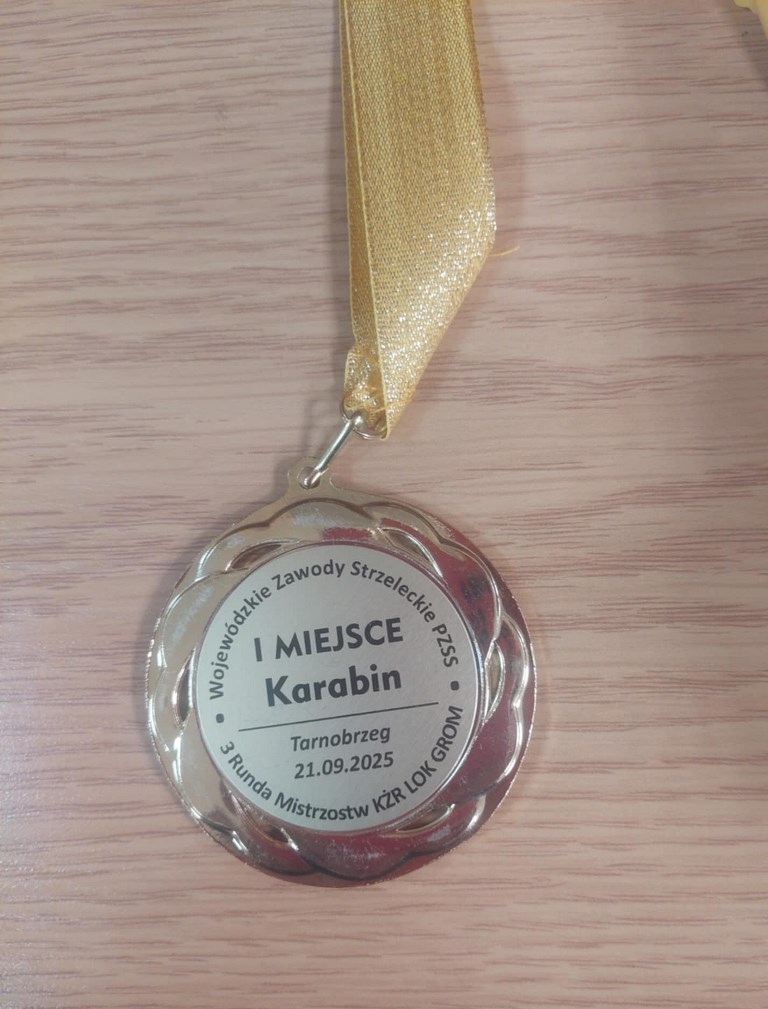 Wojewódzkie Zawody Strzeleckie PZSS
I MIEJSCE
Karabin
Tarnobrzeg
21.09.2025
3 Runda Mistrzostw KŻR LOK GROM